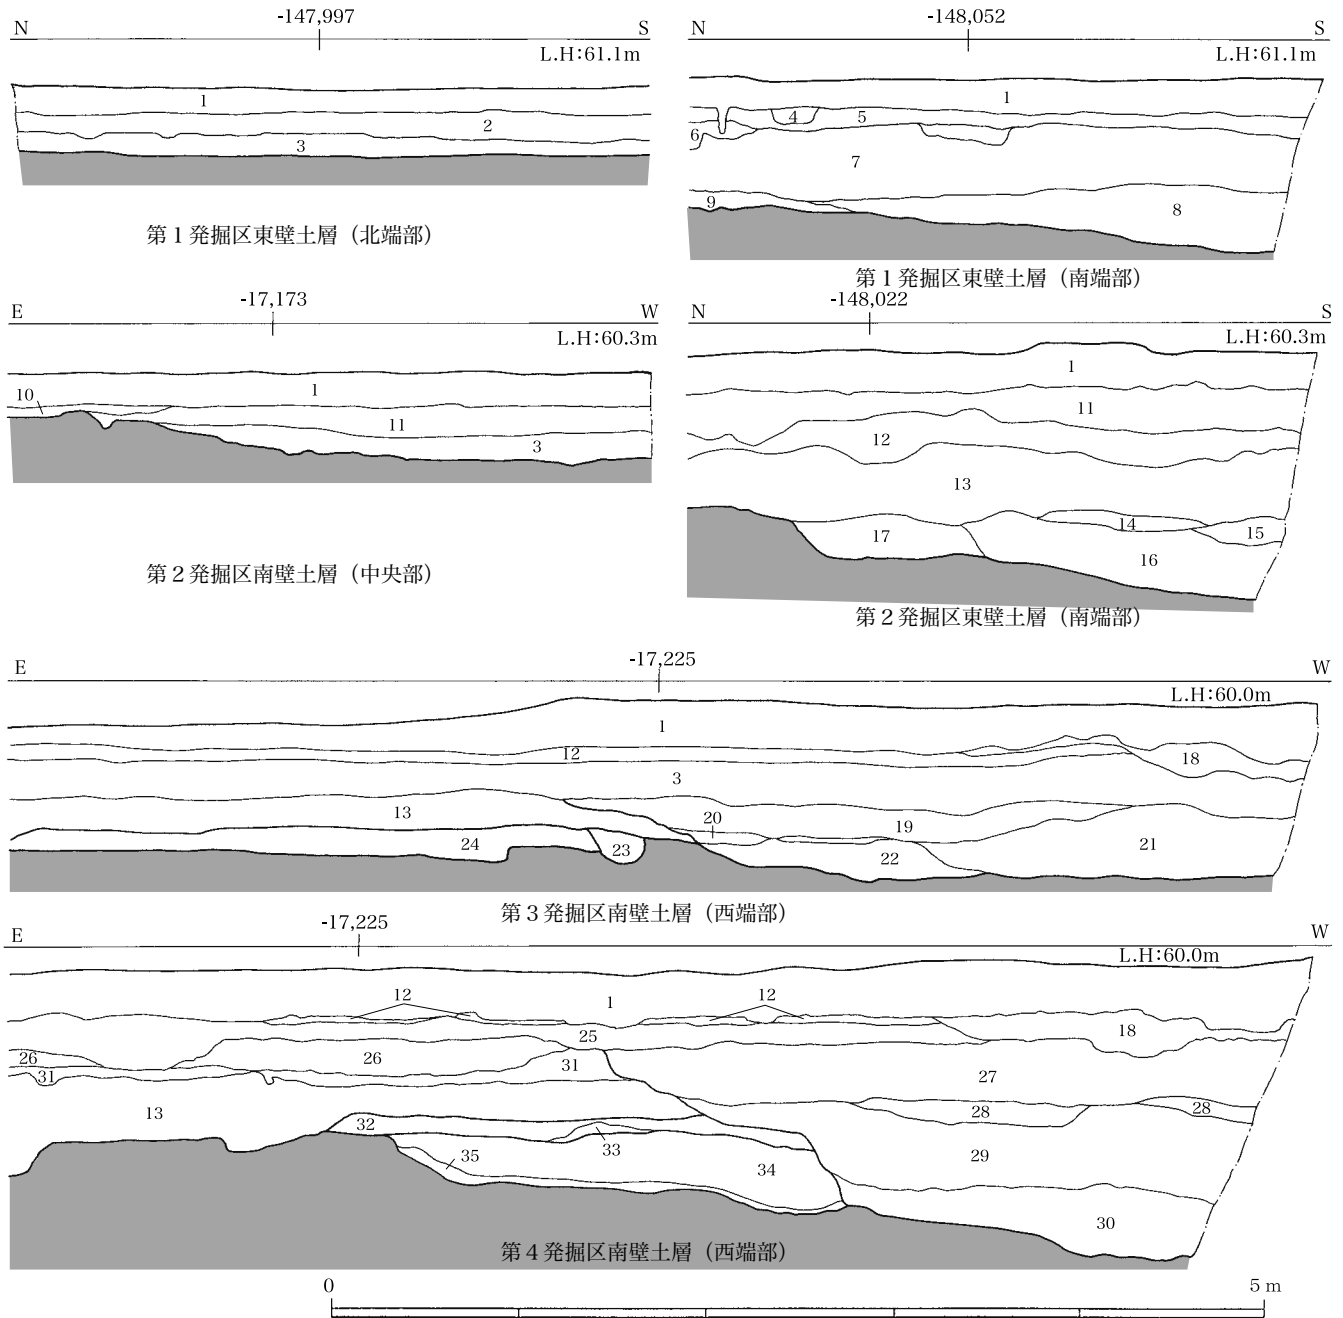 N -147,997 S
L.H:61.1m
1
2
3
第1発掘区東壁土層（北端部）
N -148,052 S
L.H:61.1m
1
4 5
6
7
9 8
第1発掘区東壁土層（南端部）
E -17,173 W
L.H:60.3m
10 1
11
3
第2発掘区南壁土層（中央部）
N -148,022 S
L.H:60.3m
1
11
12
13
14
17 15
16
第2発掘区東壁土層（南端部）
E -17,225 W
L.H:60.0m
1
12 18
3
13 20 19
24 23 22 21
第3発掘区南壁土層（西端部）
E -17,225 W
L.H:60.0m
12 1 12
25 18
26 26 31
31 27
13 28 28
32
35 33 34 29
30
第4発掘区南壁土層（西端部）
0 5 m